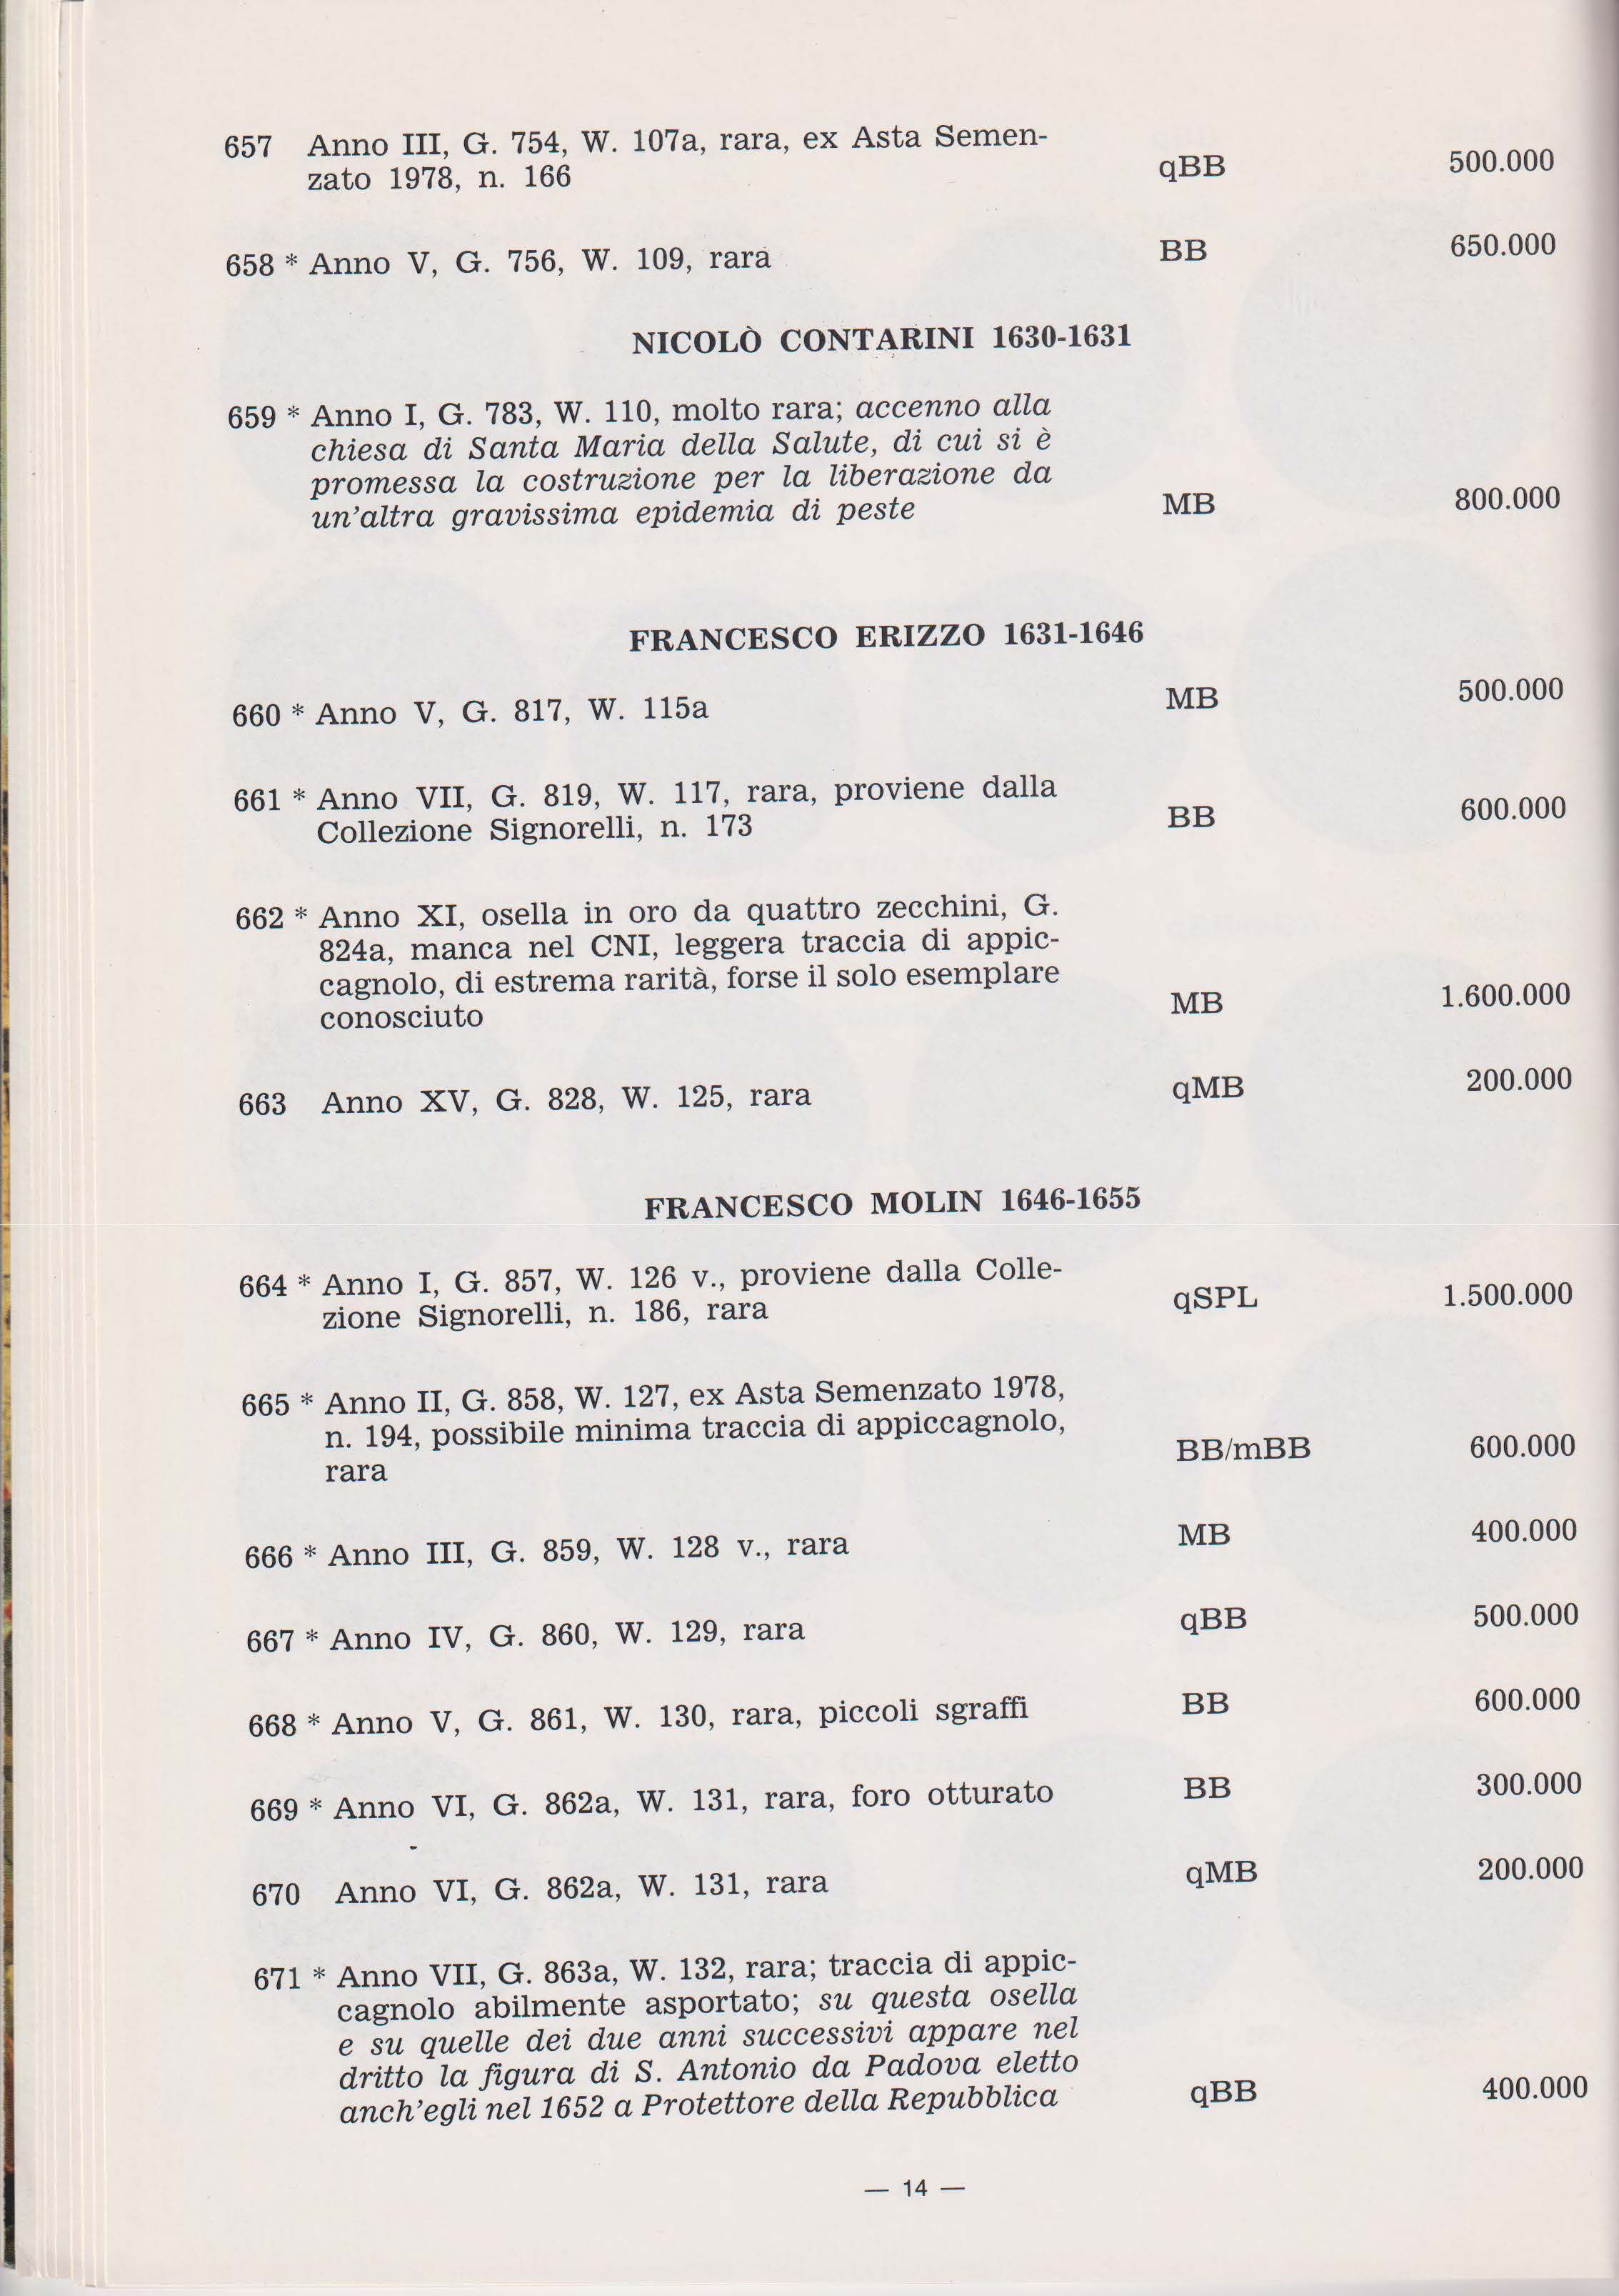 657 Anno III, G. 754, W. 107a, rara, ex Asta Semen-
zato 1978, n. 166 qBB 500.000
658 * Anno V, G. 756, W. 109, rara BB 650.000
NICOLÒ CONTARINI 1630-1631
659 * Anno I, G. 783, W. 110, molto rara; accenno alla
chiesa di Santa Maria della Salute, di cui si è
promessa la costruzione per la liberazione da
un'altra gravissima epidemia di peste MB 800.000
FRANCESCO ERIZZO 1631-1646
660 * Anno V, G. 817, W. 115a MB 500.000
661 * Anno VII, G. 819, W. 117, rara, proviene dalla
Collezione Signorelli, n. 173 BB 600.000
662 * Anno XI, osella in oro da quattro zecchini, G.
824a, manca nel CNI, leggera traccia di appic-
cagnolo, di estrema rarità, forse il solo esemplare
conosciuto MB 1.600.000
663 Anno XV, G. 828, W. 125, rara qMB 200.000
FRANCESCO MOLIN 1646-1655
664 * Anno I, G. 857, W. 126 v., proviene dalla Colle-
zione Signorelli, n. 186, rara qSPL 1.500.000
665 * Anno II, G. 858, W. 127, ex Asta Semenzato 1978,
n. 194, possibile minima traccia di appiccagnolo,
rara BB/mBB 600.000
666 * Anno III, G. 859, W. 128 v., rara MB 400.000
667 * Anno IV, G. 860, W. 129, rara qBB 500.000
668 * Anno V, G. 861, W. 130, rara, piccoli sgraffi BB 600.000
669 * Anno VI, G. 862a, W. 131, rara, foro otturato BB 300.000
670 Anno VI, G. 862a, W. 131, rara qMB 200.000
671 * Anno VII, G. 863a, W. 132, rara; traccia di appic-
cagnolo abilmente asportato; su questa osella
e su quelle dei due anni successivi appare nel
dritto la figura di S. Antonio da Padova eletto
anch'egli nel 1652 a Protettore della Repubblica qBB 400.000
— 14 —